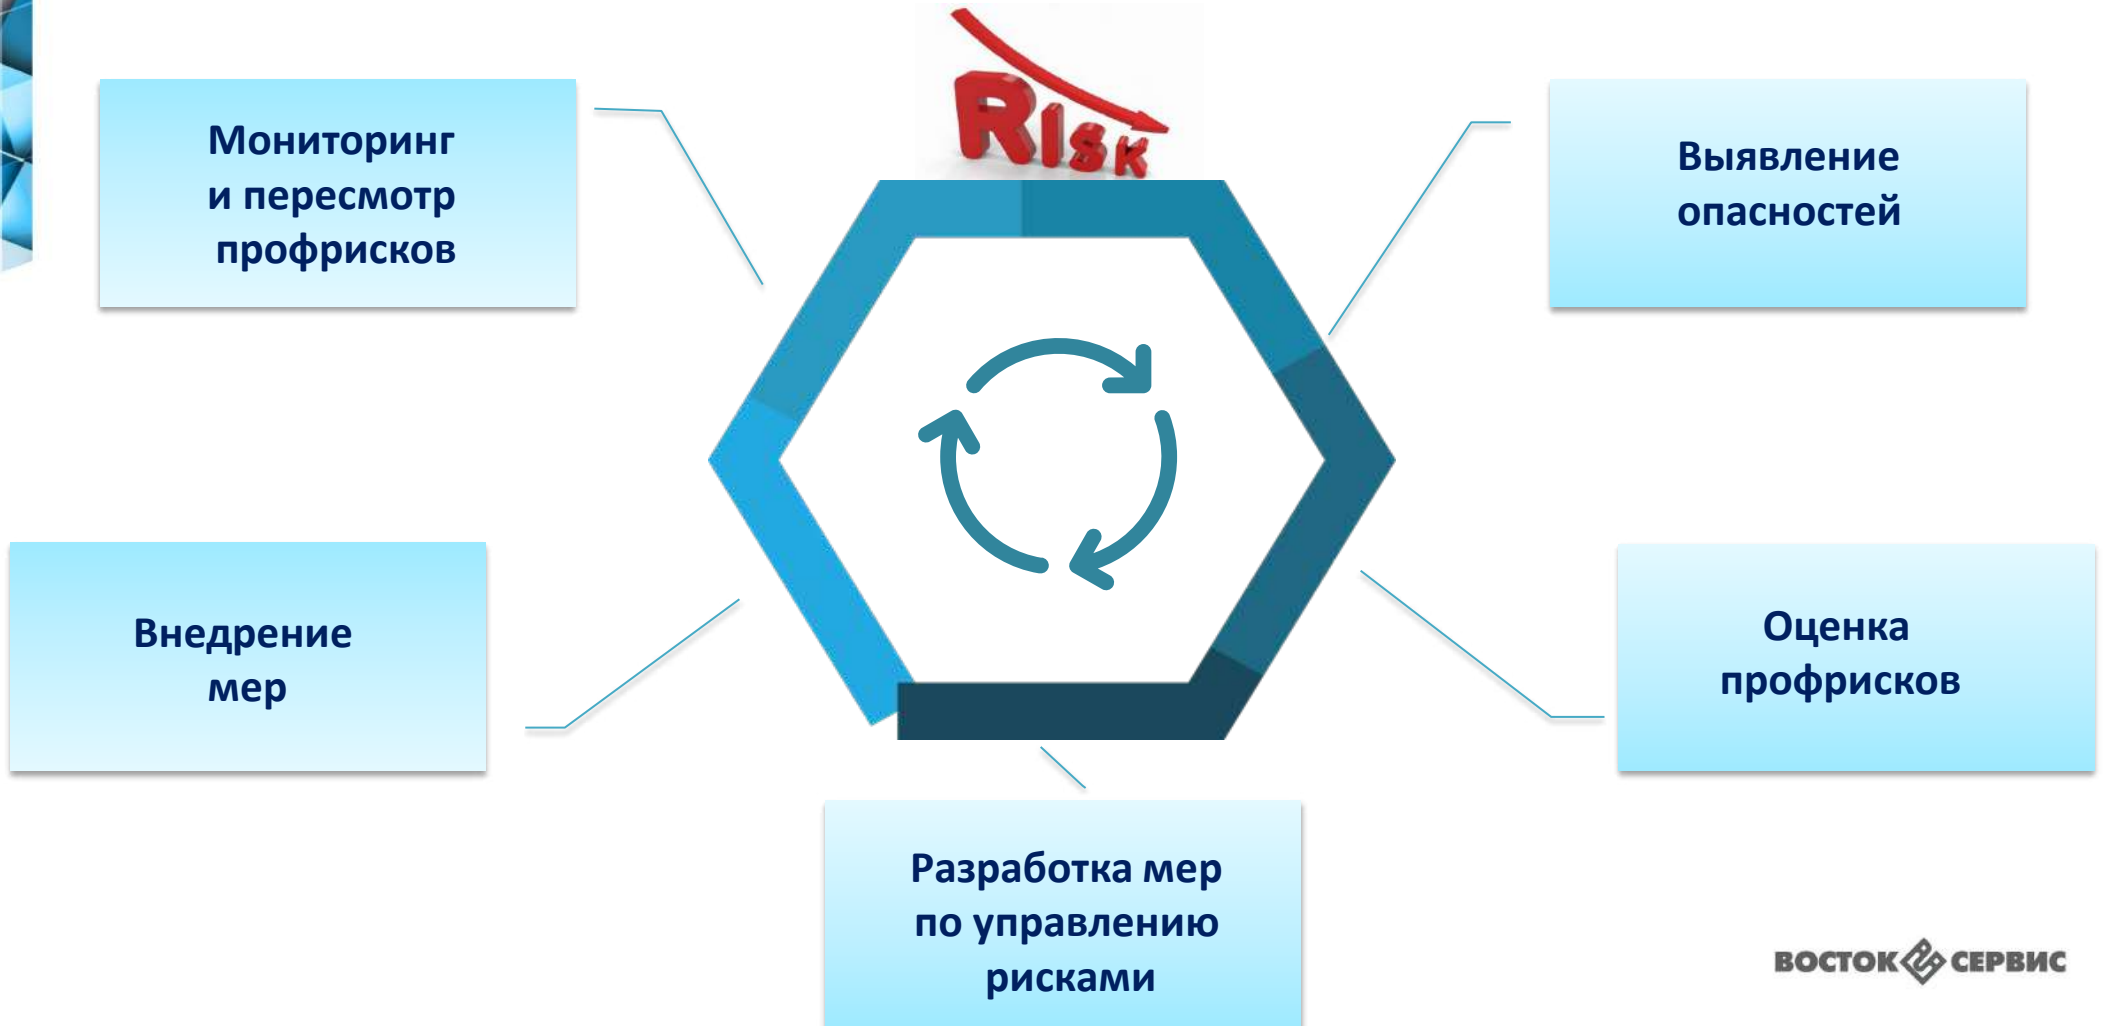 RISK
Мониторинг
и пересмотр
профрисков
Выявление
опасностей
Внедрение
мер
Оценка
профрисков
Разработка мер
по управлению
рисками
ВОСТОК СЕРВИС